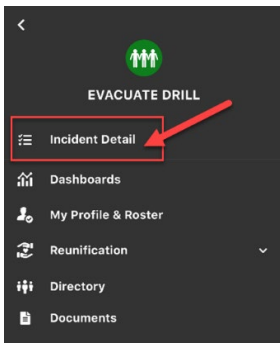 EVACUATE DRILL
Incident Detail
Dashboards
My Profile & Roster
Reunification
Directory
Documents